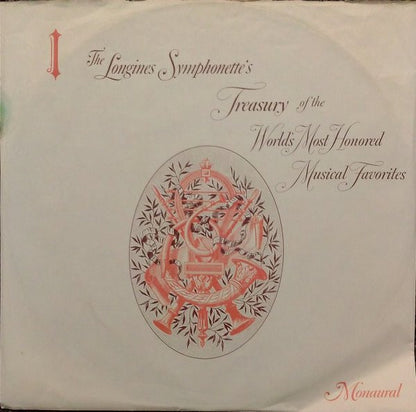 I
The Longines Symphonette's
Treasury of the
World's Most Honored
Musical Favorites
Monaural